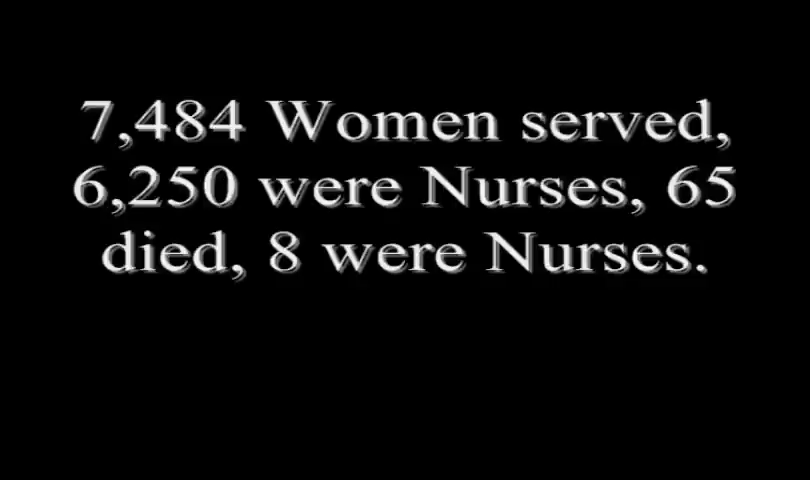 7,484 Women served,
6,250 were Nurses, 65
died, 8 were Nurses.